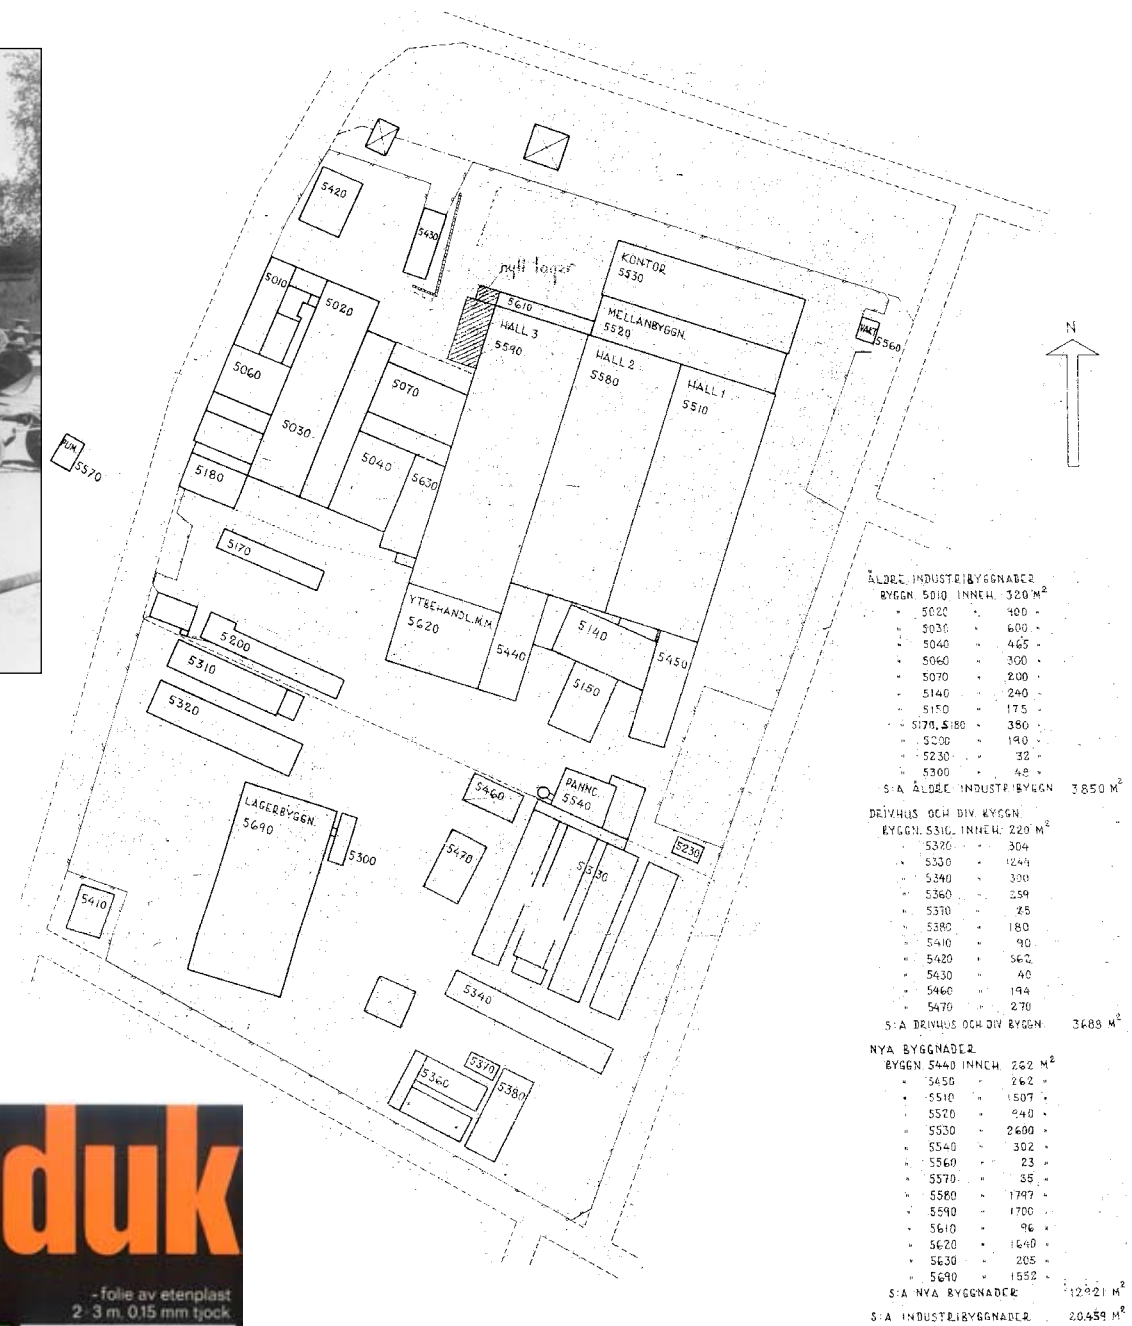 5420
5430
nytt lager
KONTOR
5530
5010
5020
5610
MELLANBYGGN.
5520
HALL 3
5590
HALL 2
5580
HALL 1
5510
VAKT
5560
N
5060
5070
5030
5040
5630
5180
PUM.
5570
5170
YTBEHANDL. M.M
5620
5440
5140
5450
5150
5200
5310
5320
LAGERBYGGN.
5690
5300
5460
PANNC.
5540
5470
5330
5230
5410
5340
5370
5360
5380
ÄLDRE INDUSTRIBYGGNADER
BYGGN. 5010 INNEH. 320 M²
" 5020 " 900 "
" 5030 " 600 "
" 5040 " 465 "
" 5060 " 300 "
" 5070 " 200 "
" 5140 " 240 "
" 5150 " 175 "
" 5170, 5180 " 380 "
" 5200 " 190 "
" 5230 " 32 "
" 5300 " 48 "
S:A ÄLDRE INDUSTRIBYGGN 3850 M²
DRIVHUS OCH DIV. BYGGN.
BYGGN. 5310 INNEH. 220 M²
" 5320 " 304
" 5330 " 1244
" 5340 " 300
" 5360 " 259
" 5370 " 25
" 5380 " 180
" 5410 " 90
" 5420 " 562
" 5430 " 40
" 5460 " 194
" 5470 " 270
S:A DRIVHUS OCH DIV BYGGN. 3688 M²
NYA BYGGNADER
BYGGN 5440 INNEH. 262 M²
" 5450 " 262 "
" 5510 " 1507 "
" 5520 " 940 "
" 5530 " 2600 "
" 5540 " 302 "
" 5560 " 23 "
" 5570 " 35 "
" 5580 " 1797 "
" 5590 " 1700 "
" 5610 " 96 "
" 5620 " 1640 "
" 5630 " 205 "
" 5690 " 1552 "
S:A NYA BYGGNADER 12921 M²
S:A INDUSTRIBYGGNADER 20.459 M²
duk
- folie av etenplast
2-3 m. 0,15 mm tjock